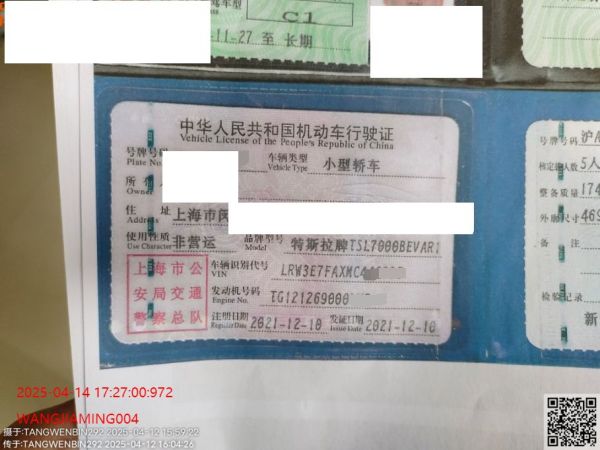 C1
-11-27 至 长期
中华人民共和国机动车行驶证
Vehicle License of the People's Republic of China
号牌号码
Plate No.
车辆类型
Vehicle Type
小型轿车
所
Owner
住 址
Address
上海市闵
使用性质
Use Character
非营运
品牌型号
Model
特斯拉牌TSL7000BEVAR1
上海市公
安局交通
警察总队
车辆识别代号
VIN
LRW3E7FAXMC4
发动机号码
Engine No.
TG121269000
注册日期
Register Date
2021-12-10
发证日期
Issue Date
2021-12-10
号牌号码 沪A
核定载人数 5人
整备质量 174
外廓尺寸 469
备 注
检验记录
新
2025-04-14 17:27:00:972
WANGJIAMING004
摄于:TANGWENBIN292 2025-04-12 15:59:22
传于:TANGWENBIN292 2025-04-12 16:04:26